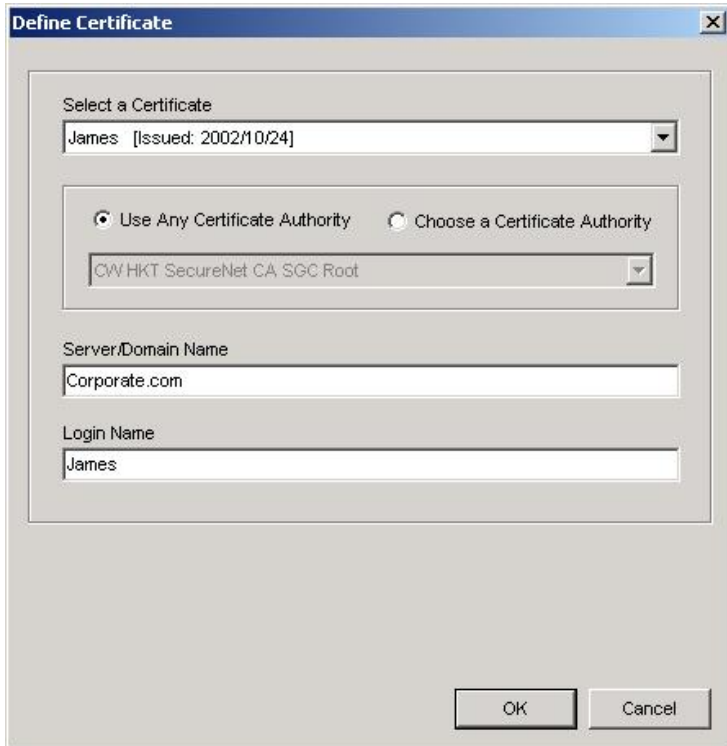 Define Certificate
Select a Certificate
James [Issued: 2002/10/24]
Use Any Certificate Authority Choose a Certificate Authority
CW HKT SecureNet CA SGC Root
Server/Domain Name
Corporate.com
Login Name
James
OK Cancel